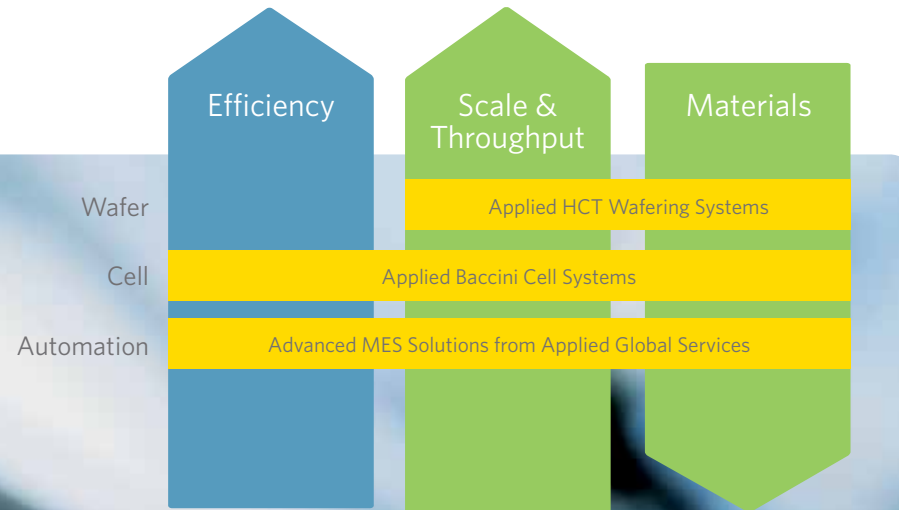 Efficiency
Scale &
Throughput
Materials
Wafer
Applied HCT Wafering Systems
Cell
Applied Baccini Cell Systems
Automation
Advanced MES Solutions from Applied Global Services